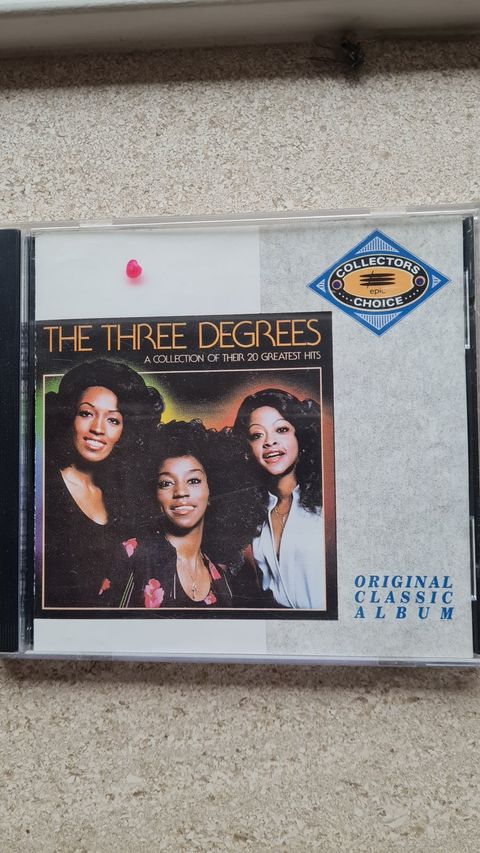 COLLECTORS
epic
CHOICE
THE THREE DEGREES
A COLLECTION OF THEIR 20 GREATEST HITS
ORIGINAL
CLASSIC
ALBUM